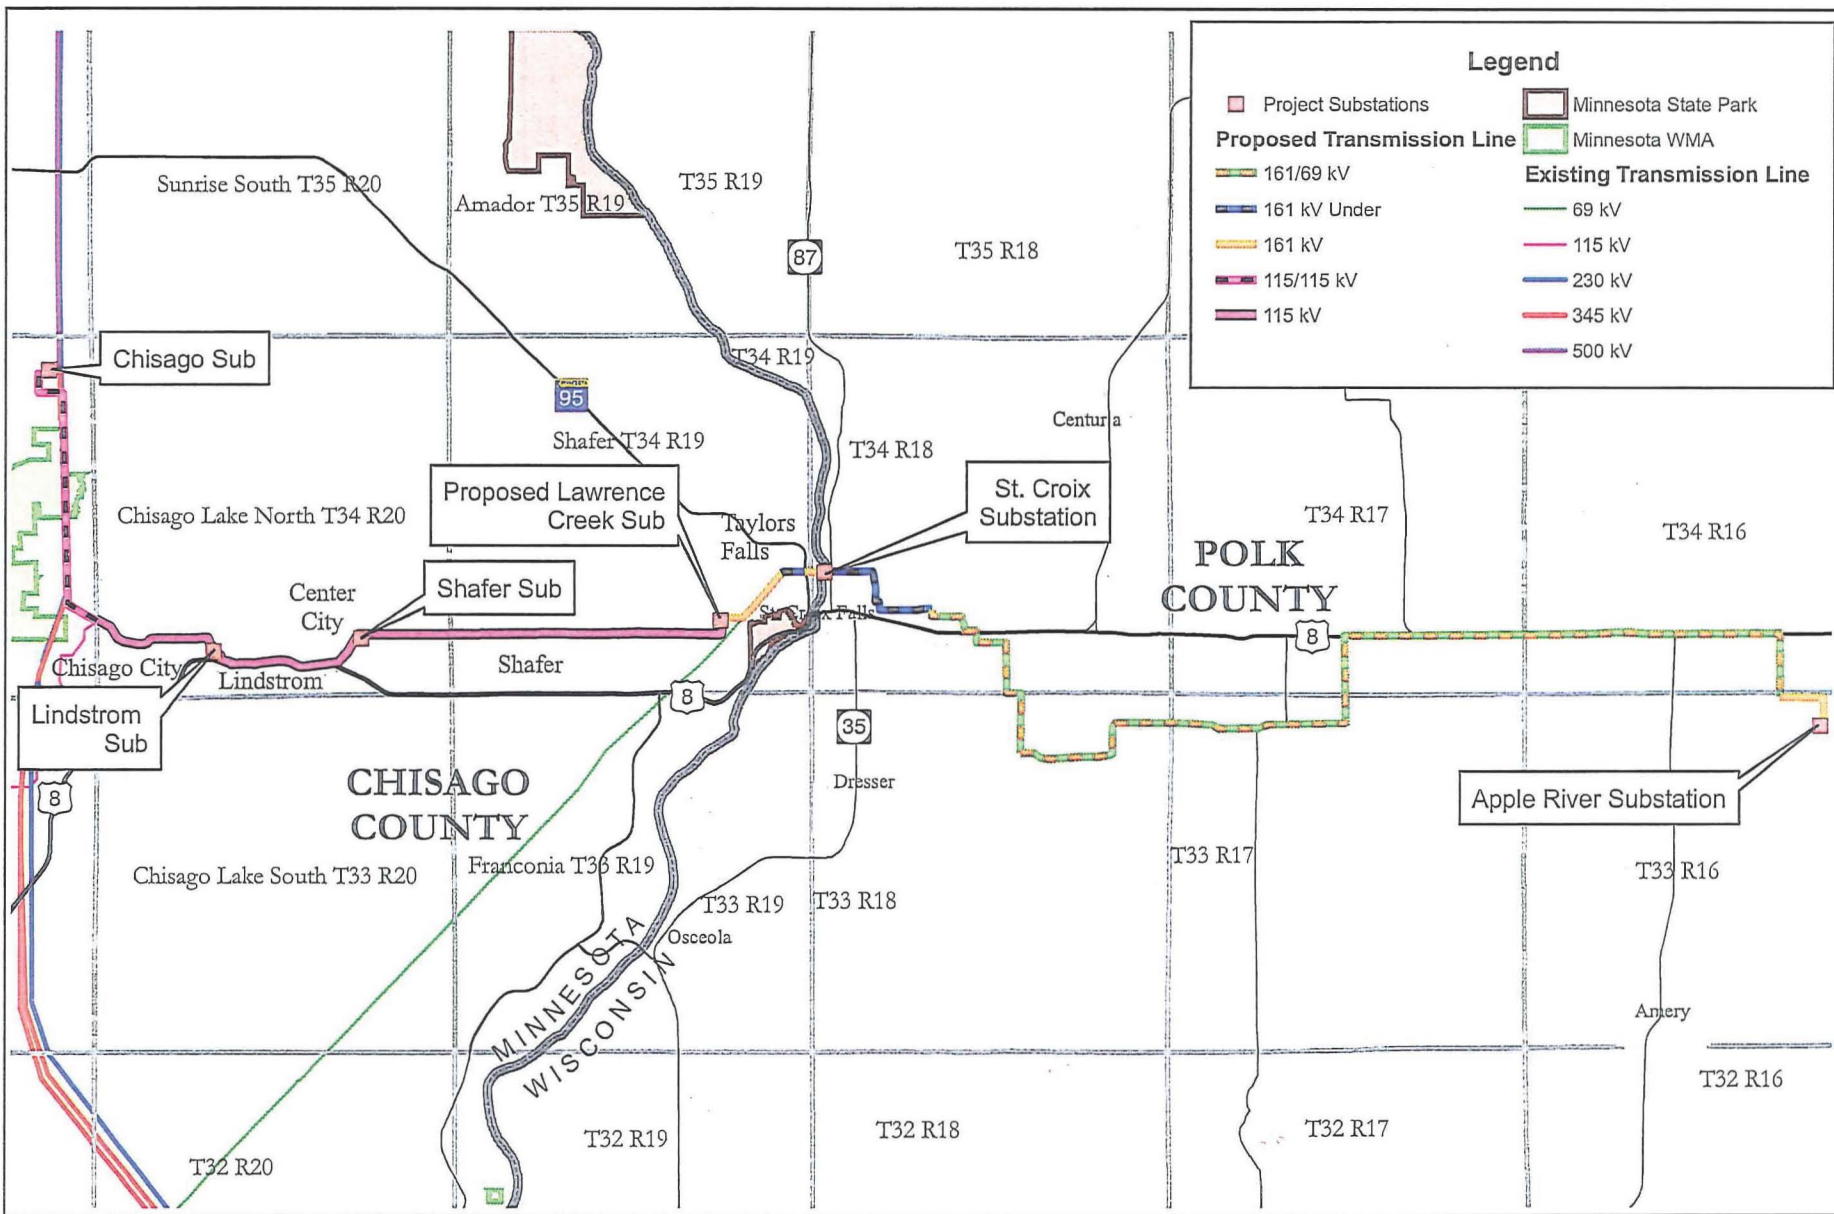 Legend
Project Substations
Proposed Transmission Line
161/69 kV
161 kV Under
161 kV
115/115 kV
115 kV
Minnesota State Park
Minnesota WMA
Existing Transmission Line
69 kV
115 kV
230 kV
345 kV
500 kV
Sunrise South T35 R20
Amador T35 R19
T35 R19
87
T35 R18
Chisago Sub
T34 R19
95
Shafer T34 R19
Centuria
T34 R18
Proposed Lawrence
Creek Sub
St. Croix
Substation
Chisago Lake North T34 R20
Taylors
Falls
T34 R17
T34 R16
POLK
COUNTY
Center
City
Shafer Sub
St. Croix Falls
8
Chisago City
Lindstrom
Shafer
8
Lindstrom
Sub
35
Dresser
8
CHISAGO
COUNTY
Apple River Substation
Chisago Lake South T33 R20
Franconia T33 R19
T33 R19
T33 R18
T33 R17
T33 R16
Osceola
MINNESOTA
WISCONSIN
Amery
T32 R20
T32 R19
T32 R18
T32 R17
T32 R16